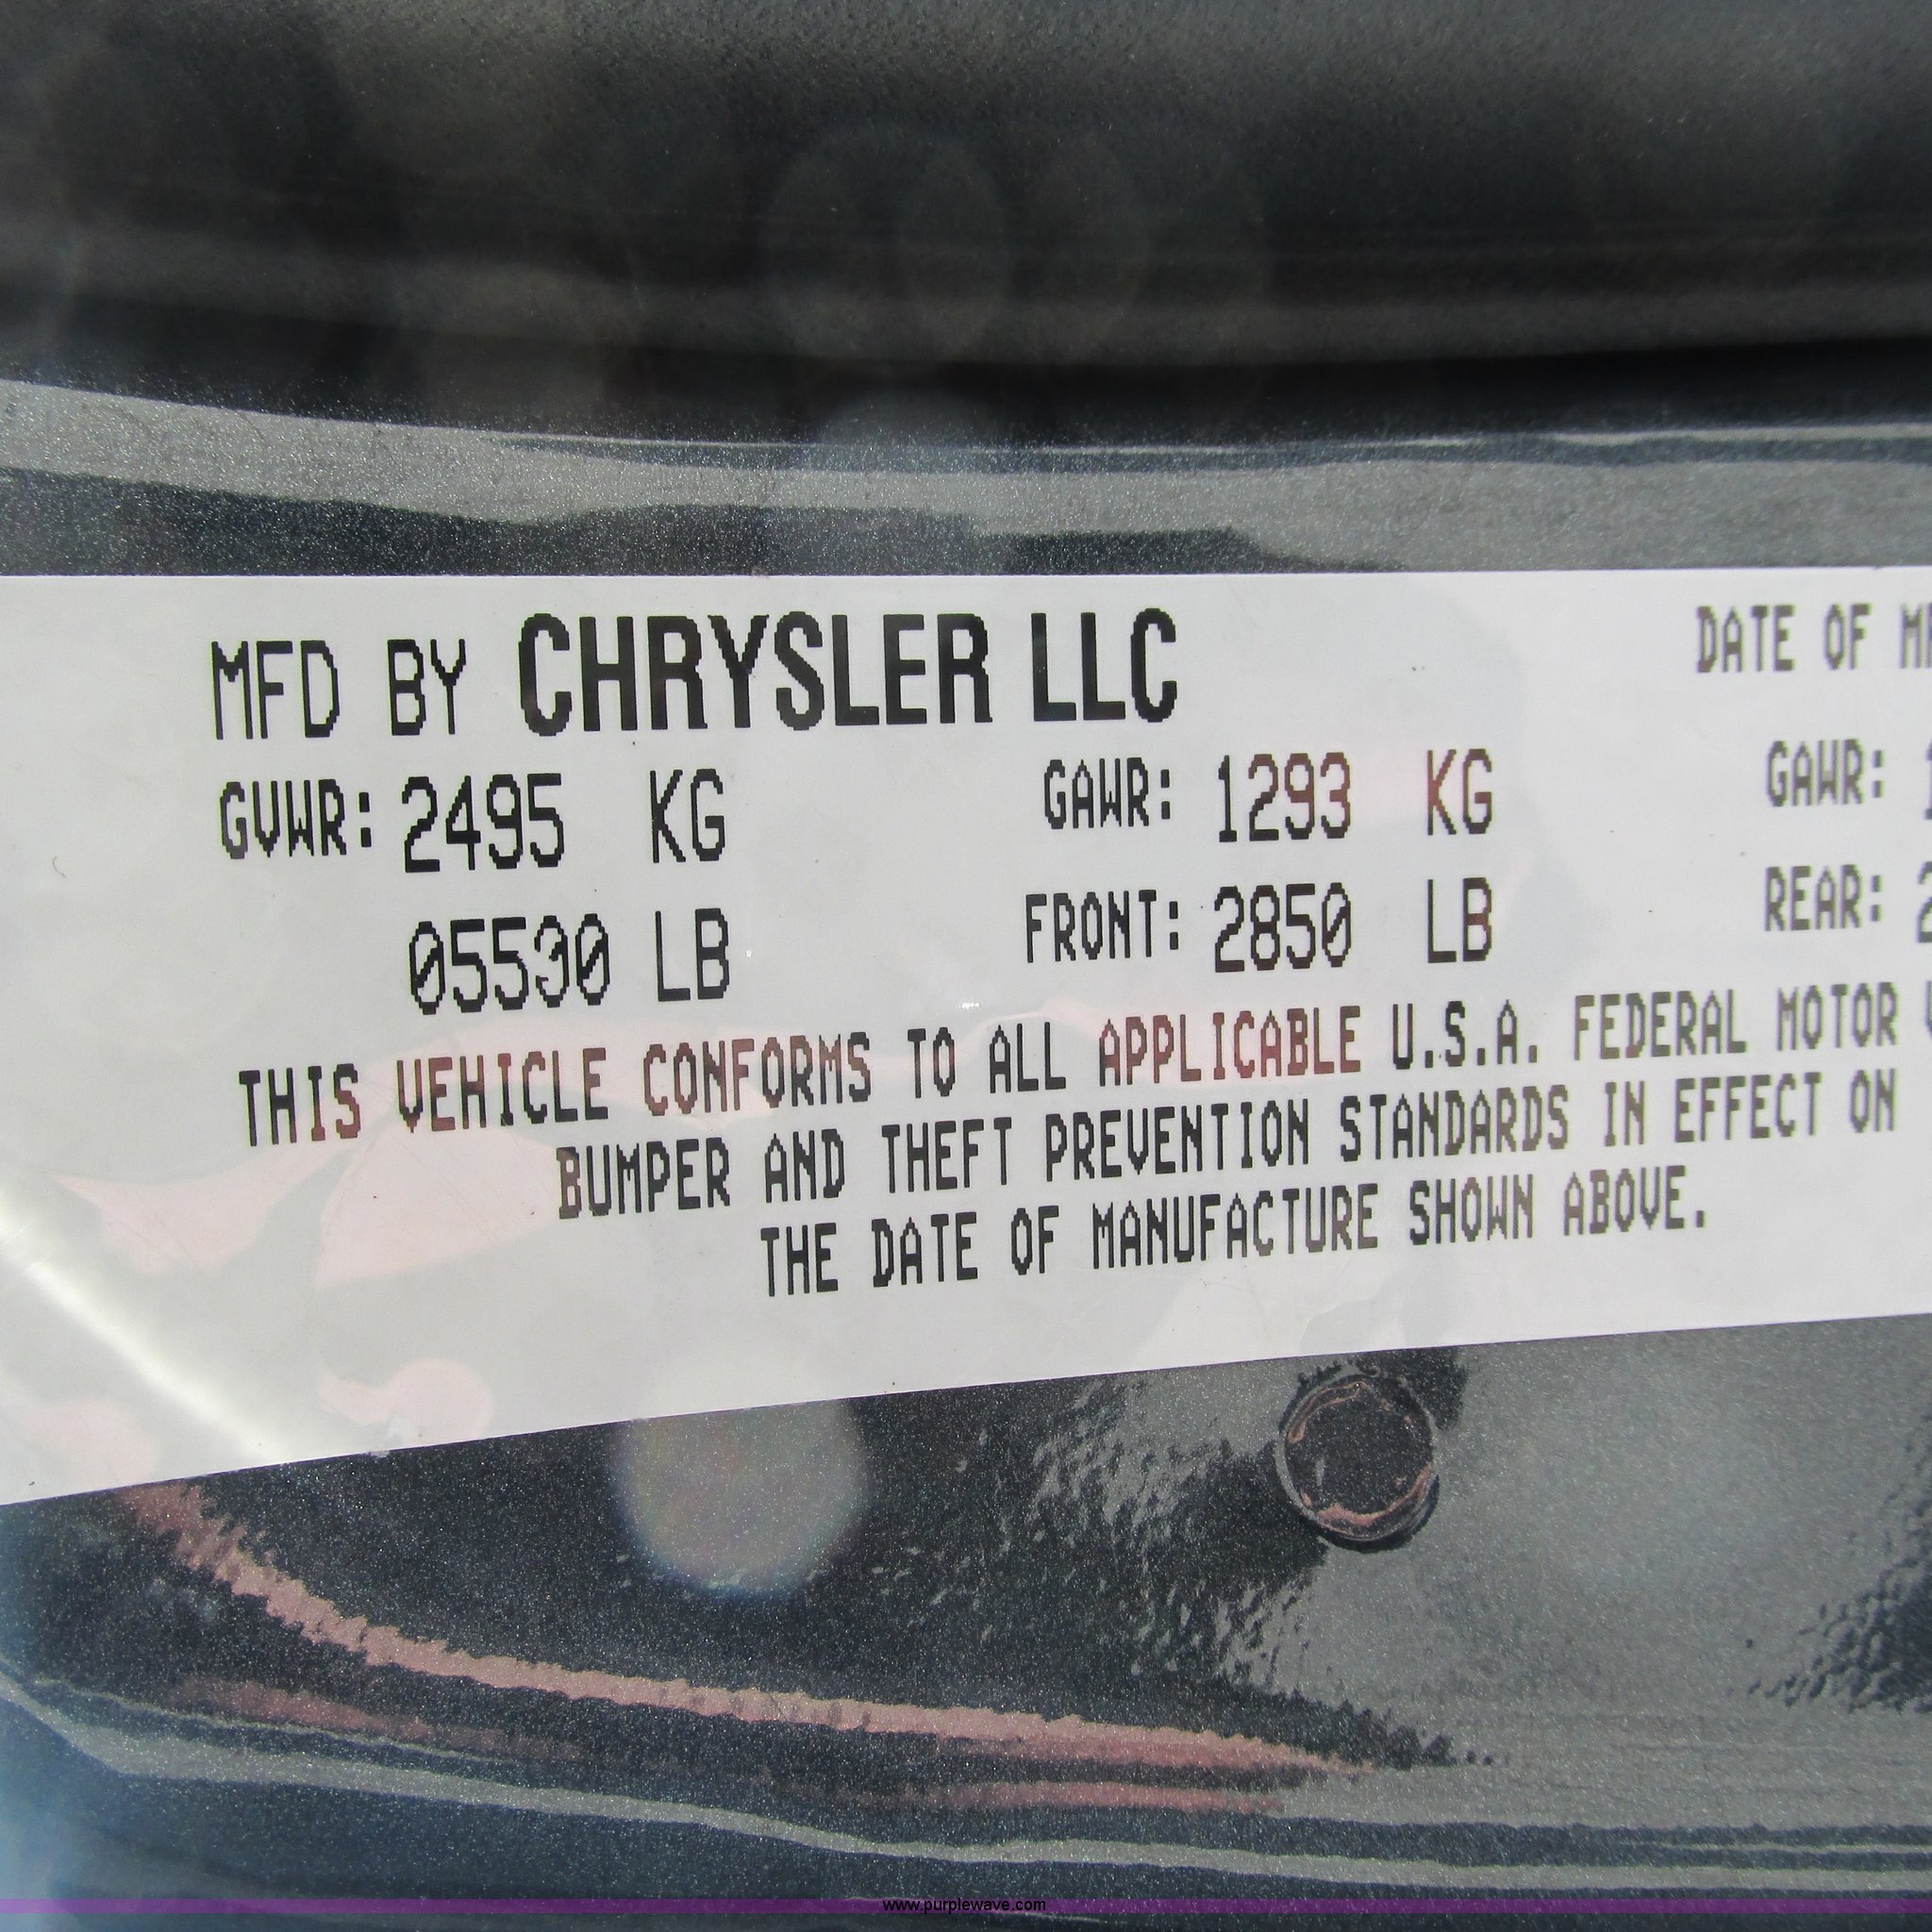 MFD BY CHRYSLER LLC DATE OF
GVWR: 2495 KG GAWR: 1293 KG GAWR:
05500 LB FRONT: 2850 LB REAR:
THIS VEHICLE CONFORMS TO ALL APPLICABLE U.S.A. FEDERAL MOTOR
BUMPER AND THEFT PREVENTION STANDARDS IN EFFECT ON
THE DATE OF MANUFACTURE SHOWN ABOVE.
www.purplewave.com